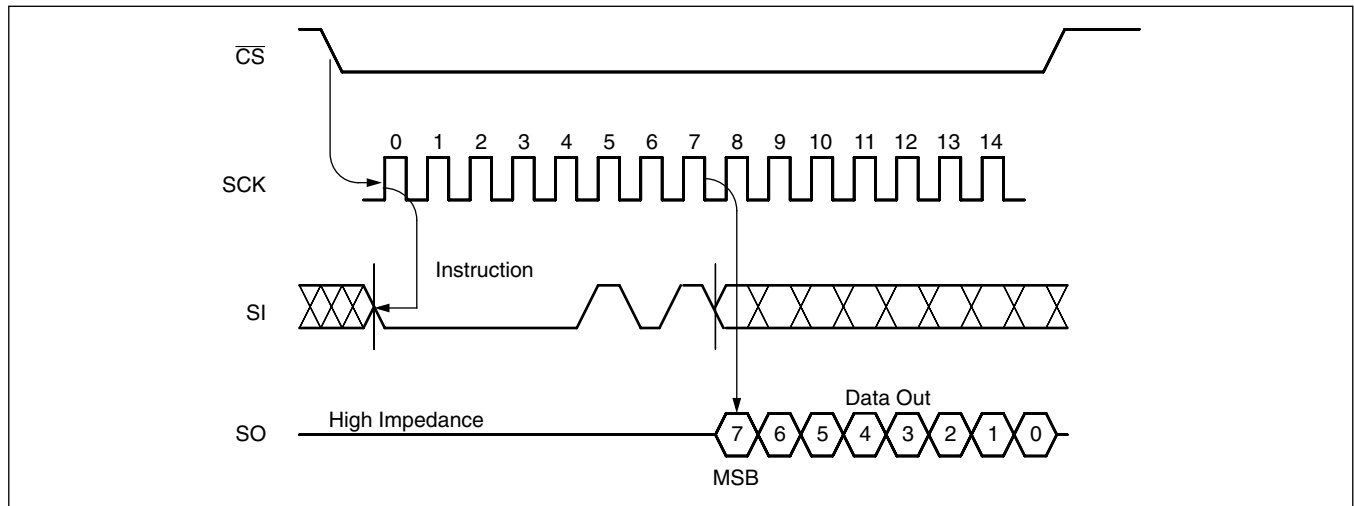 C̅S̅
0 1 2 3 4 5 6 7 8 9 10 11 12 13 14
SCK
Instruction
SI
Data Out
High Impedance
SO
7 6 5 4 3 2 1 0
MSB